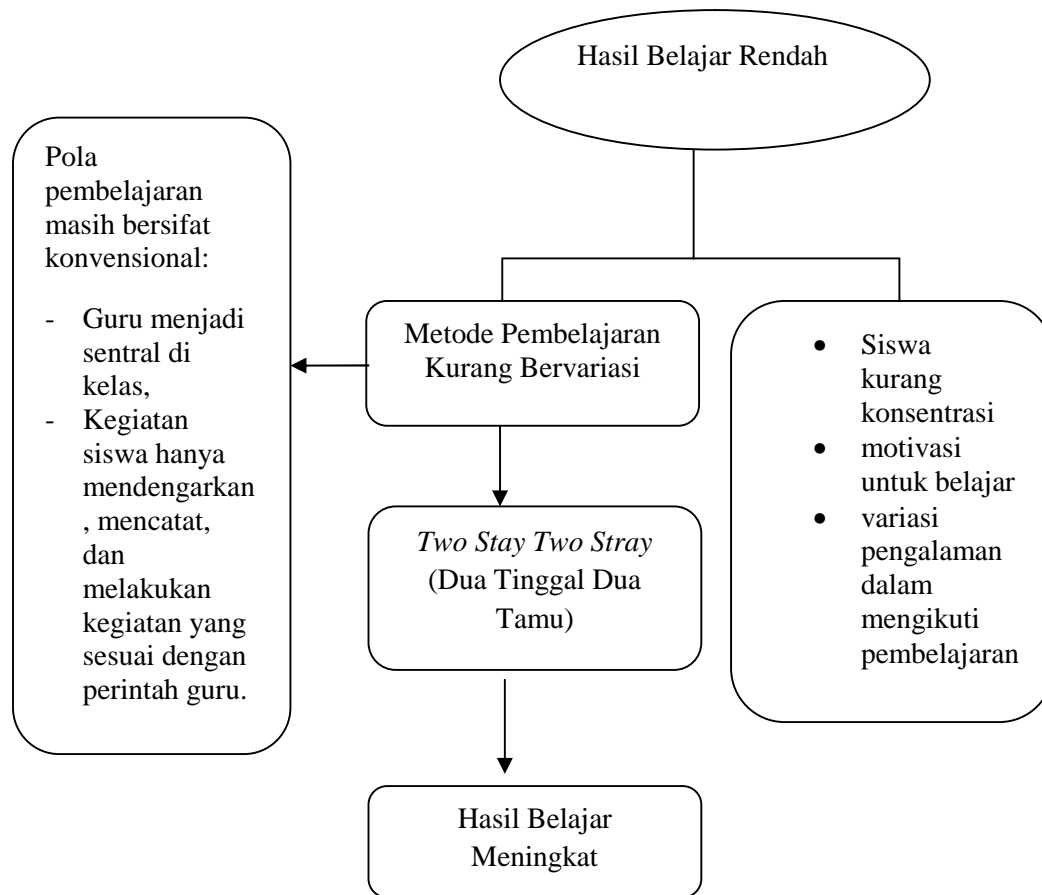 Hasil Belajar Rendah
Pola
pembelajaran
masih bersifat
konvensional:
- Guru menjadi
sentral di
kelas,
- Kegiatan
siswa hanya
mendengarkan
, mencatat,
dan
melakukan
kegiatan yang
sesuai dengan
perintah guru.
Metode Pembelajaran
Kurang Bervariasi
• Siswa
kurang
konsentrasi
• motivasi
untuk belajar
• variasi
pengalaman
dalam
mengikuti
pembelajaran
Two Stay Two Stray
(Dua Tinggal Dua
Tamu)
Hasil Belajar
Meningkat